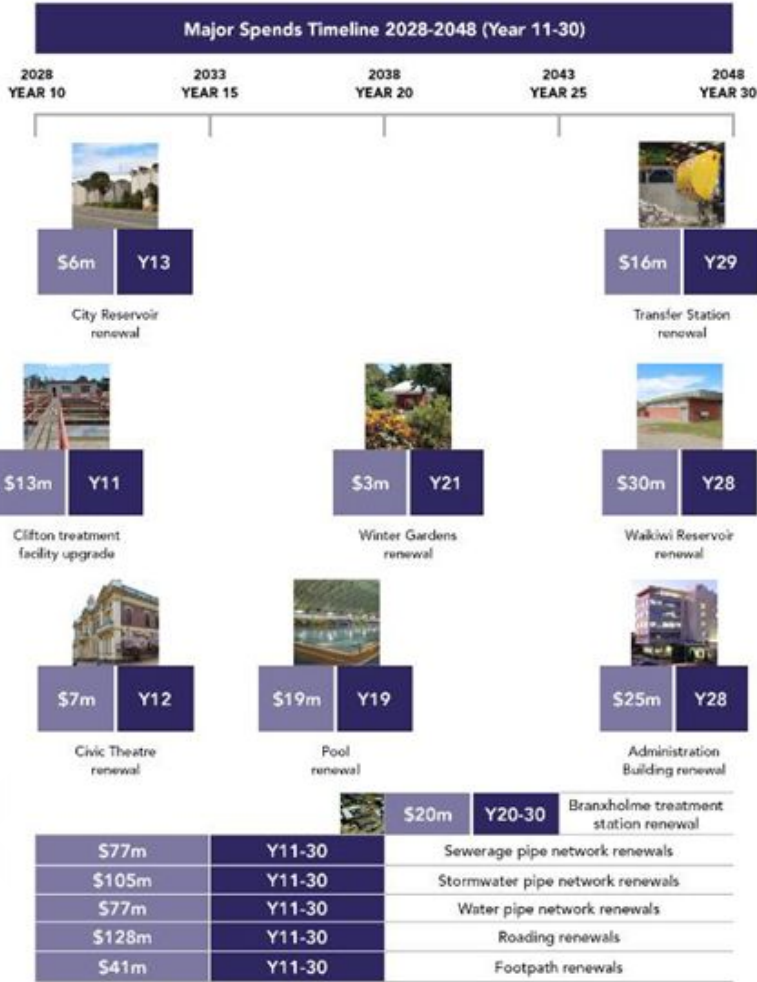 Major Spends Timeline 2028-2048 (Year 11-30)
2028 2033 2038 2043 2048
YEAR 10 YEAR 15 YEAR 20 YEAR 25 YEAR 30
$6m Y13
City Reservoir
renewal
$16m Y29
Transfer Station
renewal
$13m Y11
Clifton treatment
facility upgrade
$3m Y21
Winter Gardens
renewal
$30m Y28
Waikiwi Reservoir
renewal
$7m Y12
Civic Theatre
renewal
$19m Y19
Pool
renewal
$25m Y28
Administration
Building renewal
$20m Y20-30 Branxholme treatment
station renewal
$77m Y11-30 Sewerage pipe network renewals
$105m Y11-30 Stormwater pipe network renewals
$77m Y11-30 Water pipe network renewals
$128m Y11-30 Roading renewals
$41m Y11-30 Footpath renewals